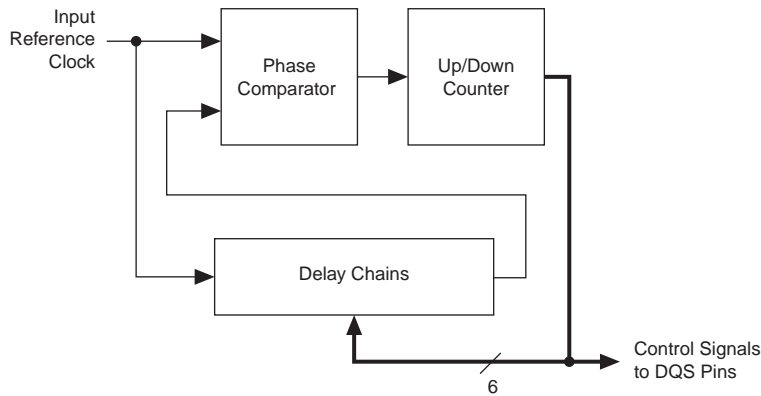 Input
Reference
Clock
Phase
Comparator
Up/Down
Counter
Delay Chains
6
Control Signals
to DQS Pins